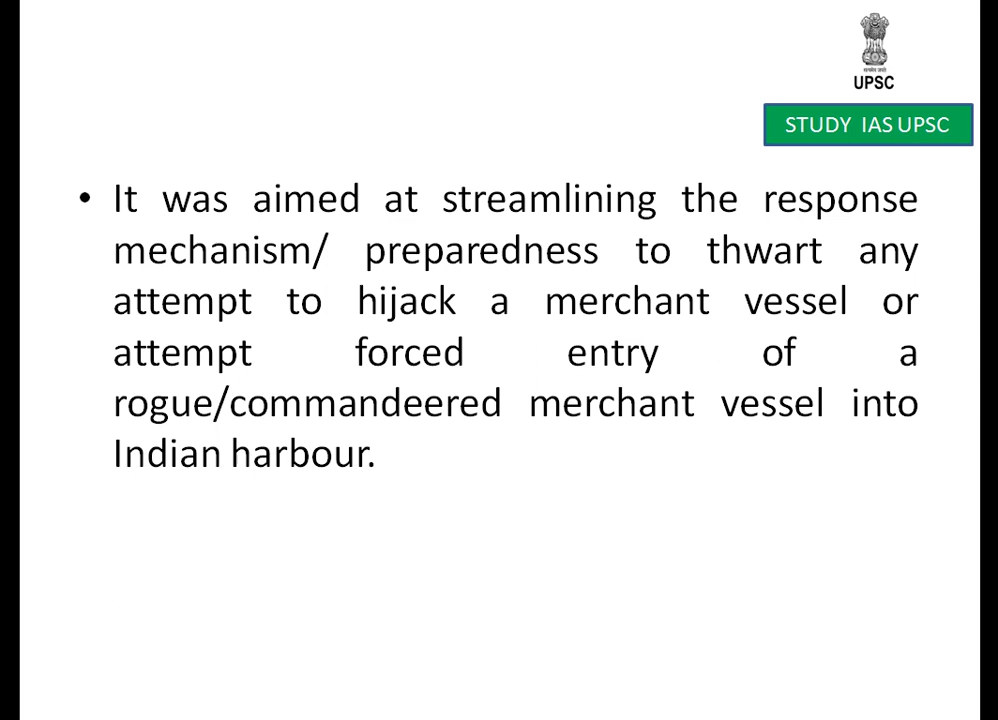 UPSC
STUDY IAS UPSC
• It was aimed at streamlining the response
mechanism/ preparedness to thwart any
attempt to hijack a merchant vessel or
attempt forced entry of a
rogue/commandeered merchant vessel into
Indian harbour.